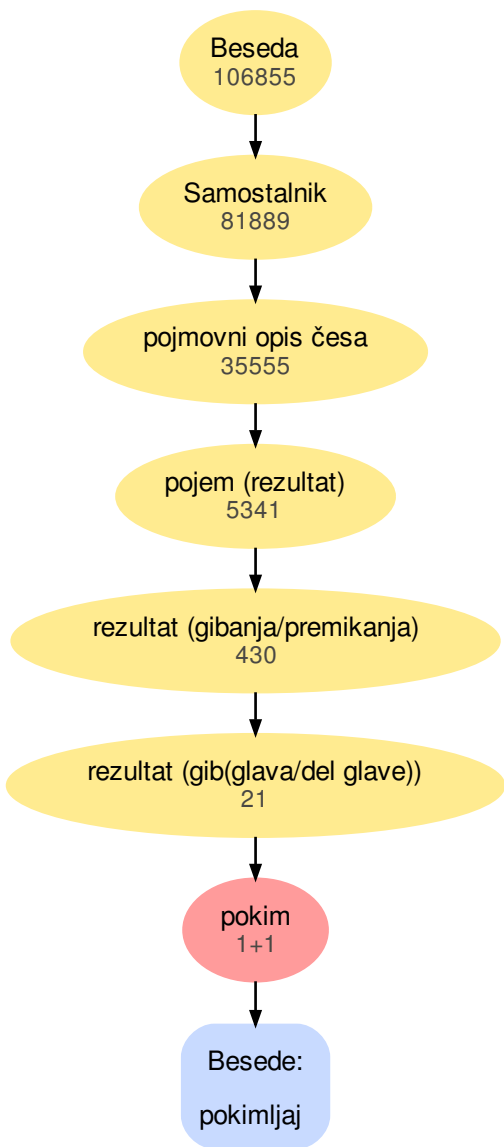 Beseda
106855
Samostalnik
81889
pojmovni opis česa
35555
pojem (rezultat)
5341
rezultat (gibanja/premikanja)
430
rezultat (gib(glava/del glave))
21
pokim
1+1
Besede:
pokimljaj